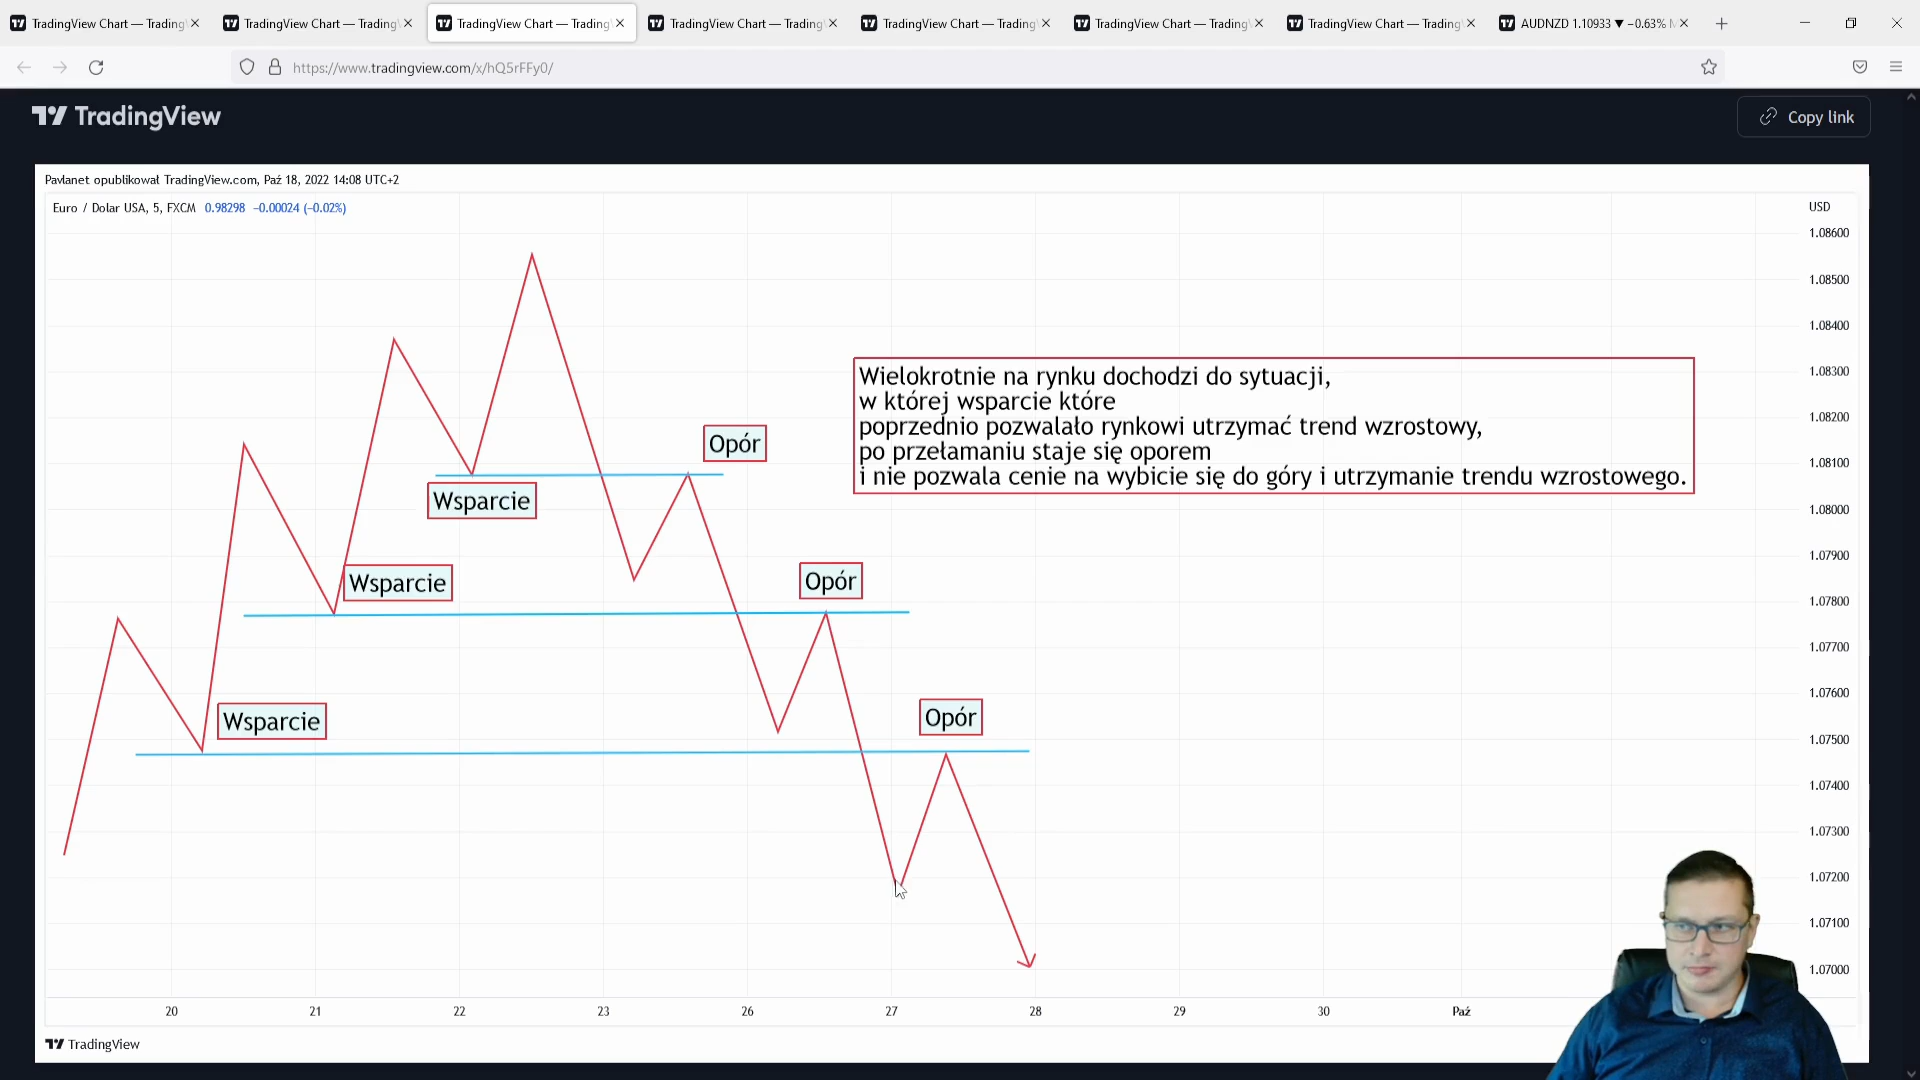 TradingView Chart — Trading
TradingView Chart — Trading
TradingView Chart — Trading
TradingView Chart — Trading
TradingView Chart — Trading
TradingView Chart — Trading
TradingView Chart — Trading
AUDNZD 1.10933 ▼ −0.63%
https://www.tradingview.com/x/hQ5rFFy0/
TradingView
Copy link
Pavlanet opublikował TradingView.com, Paź 18, 2022 14:08 UTC+2
Euro / Dolar USA, 5, FXCM 0.98298 −0.00024 (−0.02%)
USD
1.08600
1.08500
1.08400
1.08300
1.08200
1.08100
1.08000
1.07900
1.07800
1.07700
1.07600
1.07500
1.07400
1.07300
1.07200
1.07100
1.07000
Wielokrotnie na rynku dochodzi do sytuacji,
w której wsparcie które
poprzednio pozwalało rynkowi utrzymać trend wzrostowy,
po przełamaniu staje się oporem
i nie pozwala cenie na wybicie się do góry i utrzymanie trendu wzrostowego.
Opór
Wsparcie
Wsparcie
Opór
Wsparcie
Opór
20 21 22 23 26 27 28 29 30 Paź
TradingView